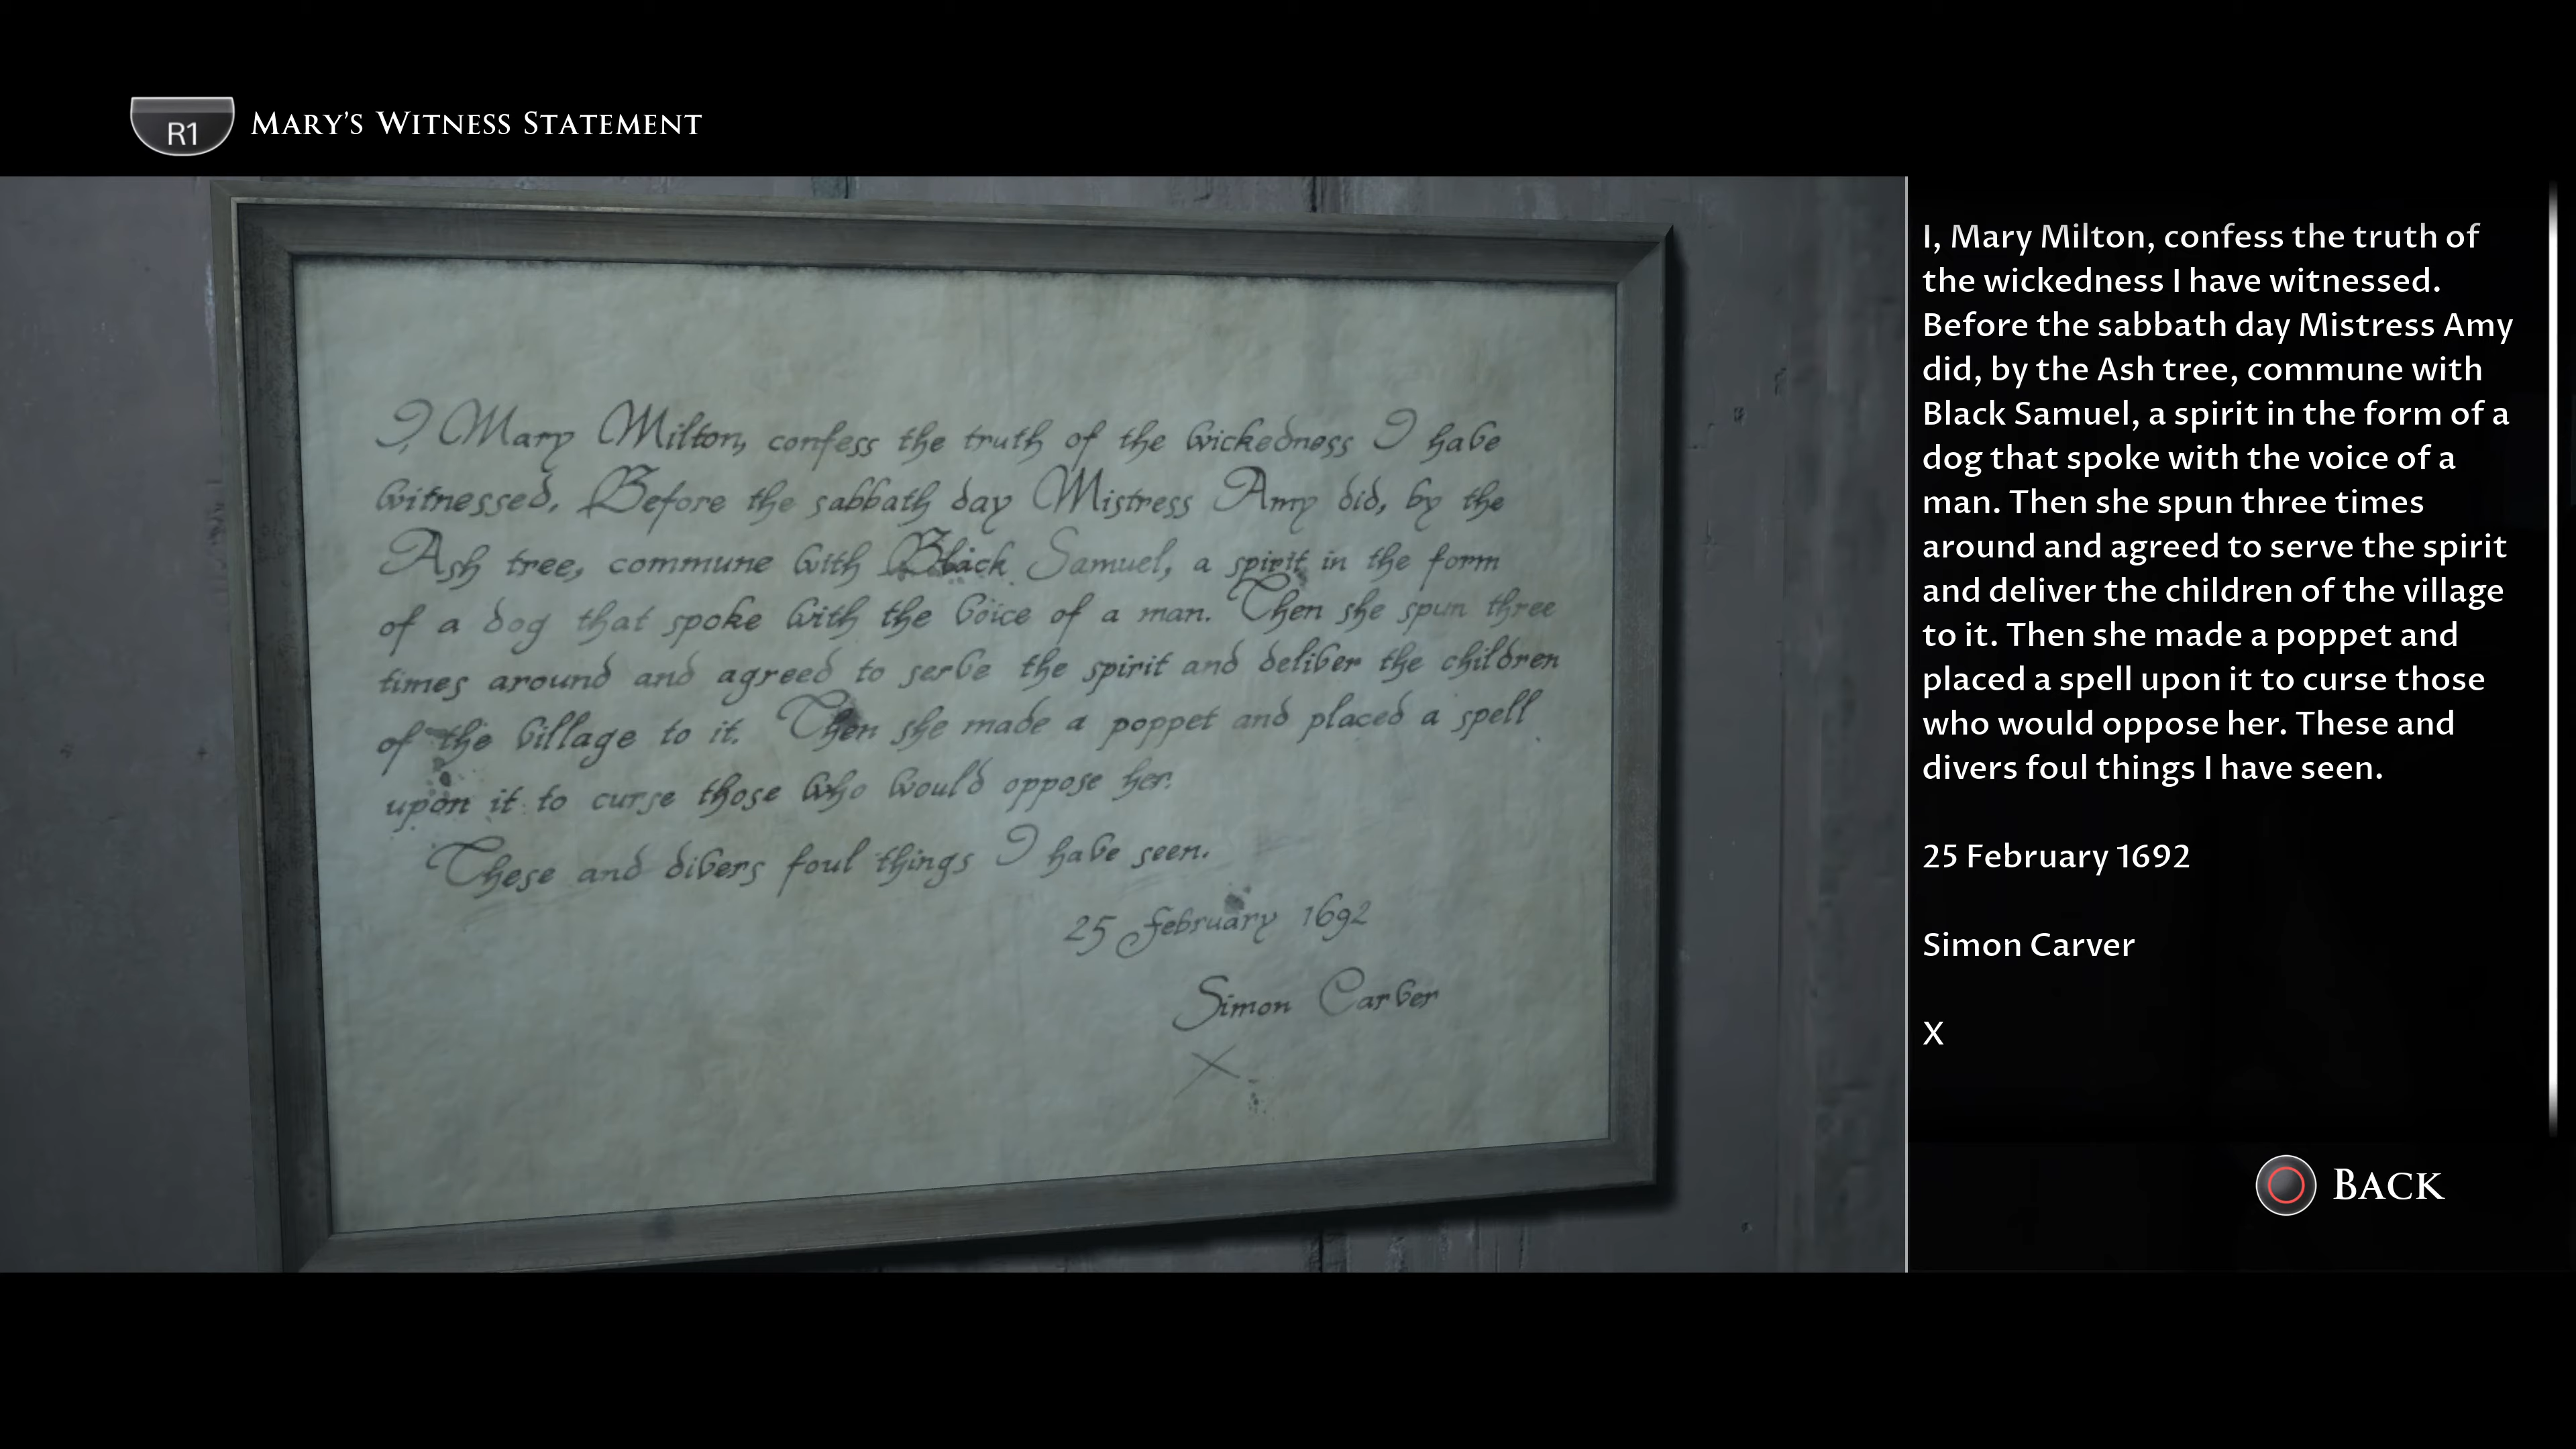 R1 MARY'S WITNESS STATEMENT
I, Mary Milton, confess the truth of the wickedness I have
witnessed. Before the sabbath day Mistress Amy did, by the
Ash tree, commune with Black Samuel, a spirit in the form
of a dog that spoke with the voice of a man. Then she spun three
times around and agreed to serve the spirit and deliver the children
of the village to it. Then she made a poppet and placed a spell
upon it to curse those who would oppose her.
These and divers foul things I have seen.
25 February 1692
Simon Carver
X
I, Mary Milton, confess the truth of
the wickedness I have witnessed.
Before the sabbath day Mistress Amy
did, by the Ash tree, commune with
Black Samuel, a spirit in the form of a
dog that spoke with the voice of a
man. Then she spun three times
around and agreed to serve the spirit
and deliver the children of the village
to it. Then she made a poppet and
placed a spell upon it to curse those
who would oppose her. These and
divers foul things I have seen.
25 February 1692
Simon Carver
X
BACK